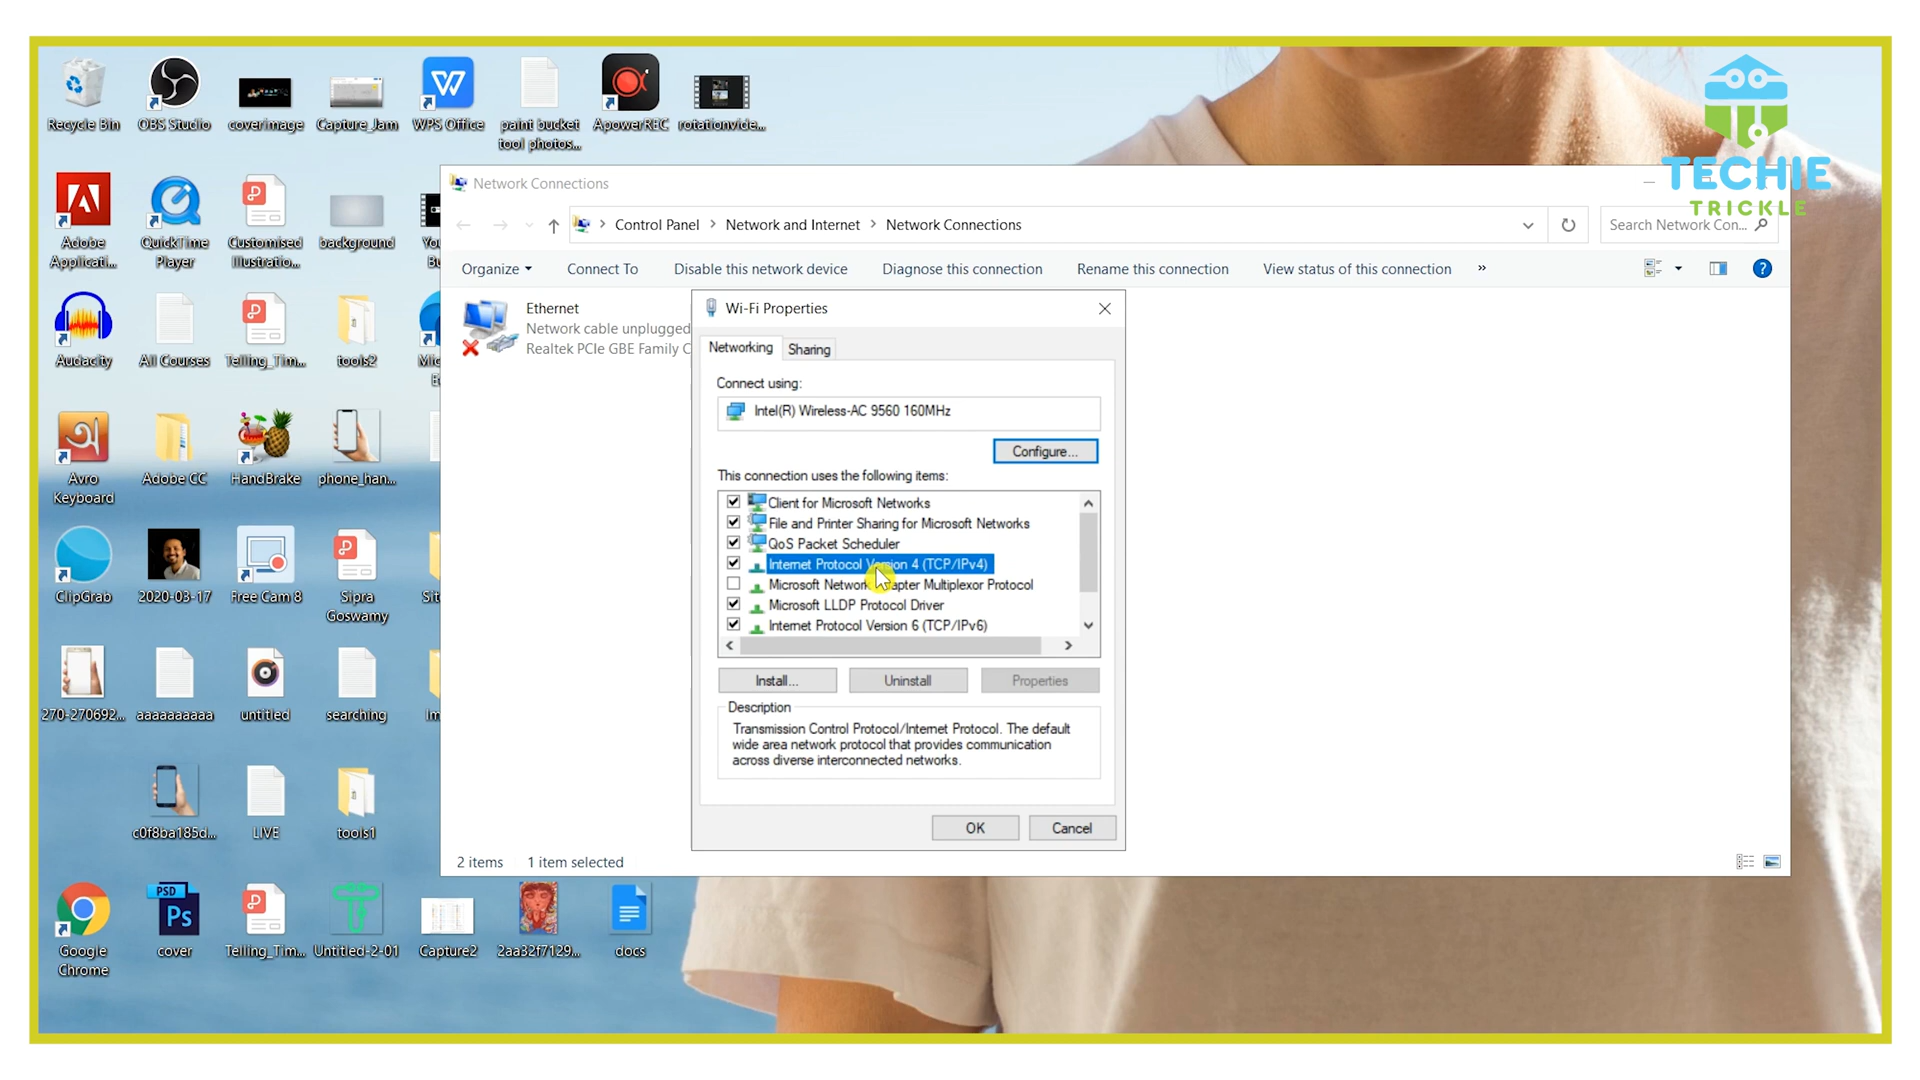 Recycle Bin
OBS Studio
coverimage
Capture_Jam
WPS Office
paint bucket
tool photos...
ApowerREC
rotationvide...
TECHIE
TRICKLE
Adobe
Applicati...
QuickTime
Player
Customised
Illustratio...
background
Audacity
All Courses
Telling_Tim...
tools2
Avro
Keyboard
Adobe CC
HandBrake
phone_han...
ClipGrab
2020-03-17
Free Cam 8
Sipra
Goswamy
270-270692...
aaaaaaaaaa
untitled
searching
c0f8ba185d...
LIVE
tools1
Google
Chrome
PSD
Ps
cover
Telling_Tim...
Untitled-2-01
Capture2
2aa32f7129...
docs
Network Connections
Control Panel > Network and Internet > Network Connections
Search Network Con...
Organize
Connect To
Disable this network device
Diagnose this connection
Rename this connection
View status of this connection
»
Ethernet
Network cable unplugged
Realtek PCIe GBE Family C
Wi-Fi Properties
Networking
Sharing
Connect using:
Intel(R) Wireless-AC 9560 160MHz
Configure...
This connection uses the following items:
Client for Microsoft Networks
File and Printer Sharing for Microsoft Networks
QoS Packet Scheduler
Internet Protocol Version 4 (TCP/IPv4)
Microsoft Network Adapter Multiplexor Protocol
Microsoft LLDP Protocol Driver
Internet Protocol Version 6 (TCP/IPv6)
Install...
Uninstall
Properties
Description
Transmission Control Protocol/Internet Protocol. The default
wide area network protocol that provides communication
across diverse interconnected networks.
OK
Cancel
2 items
1 item selected